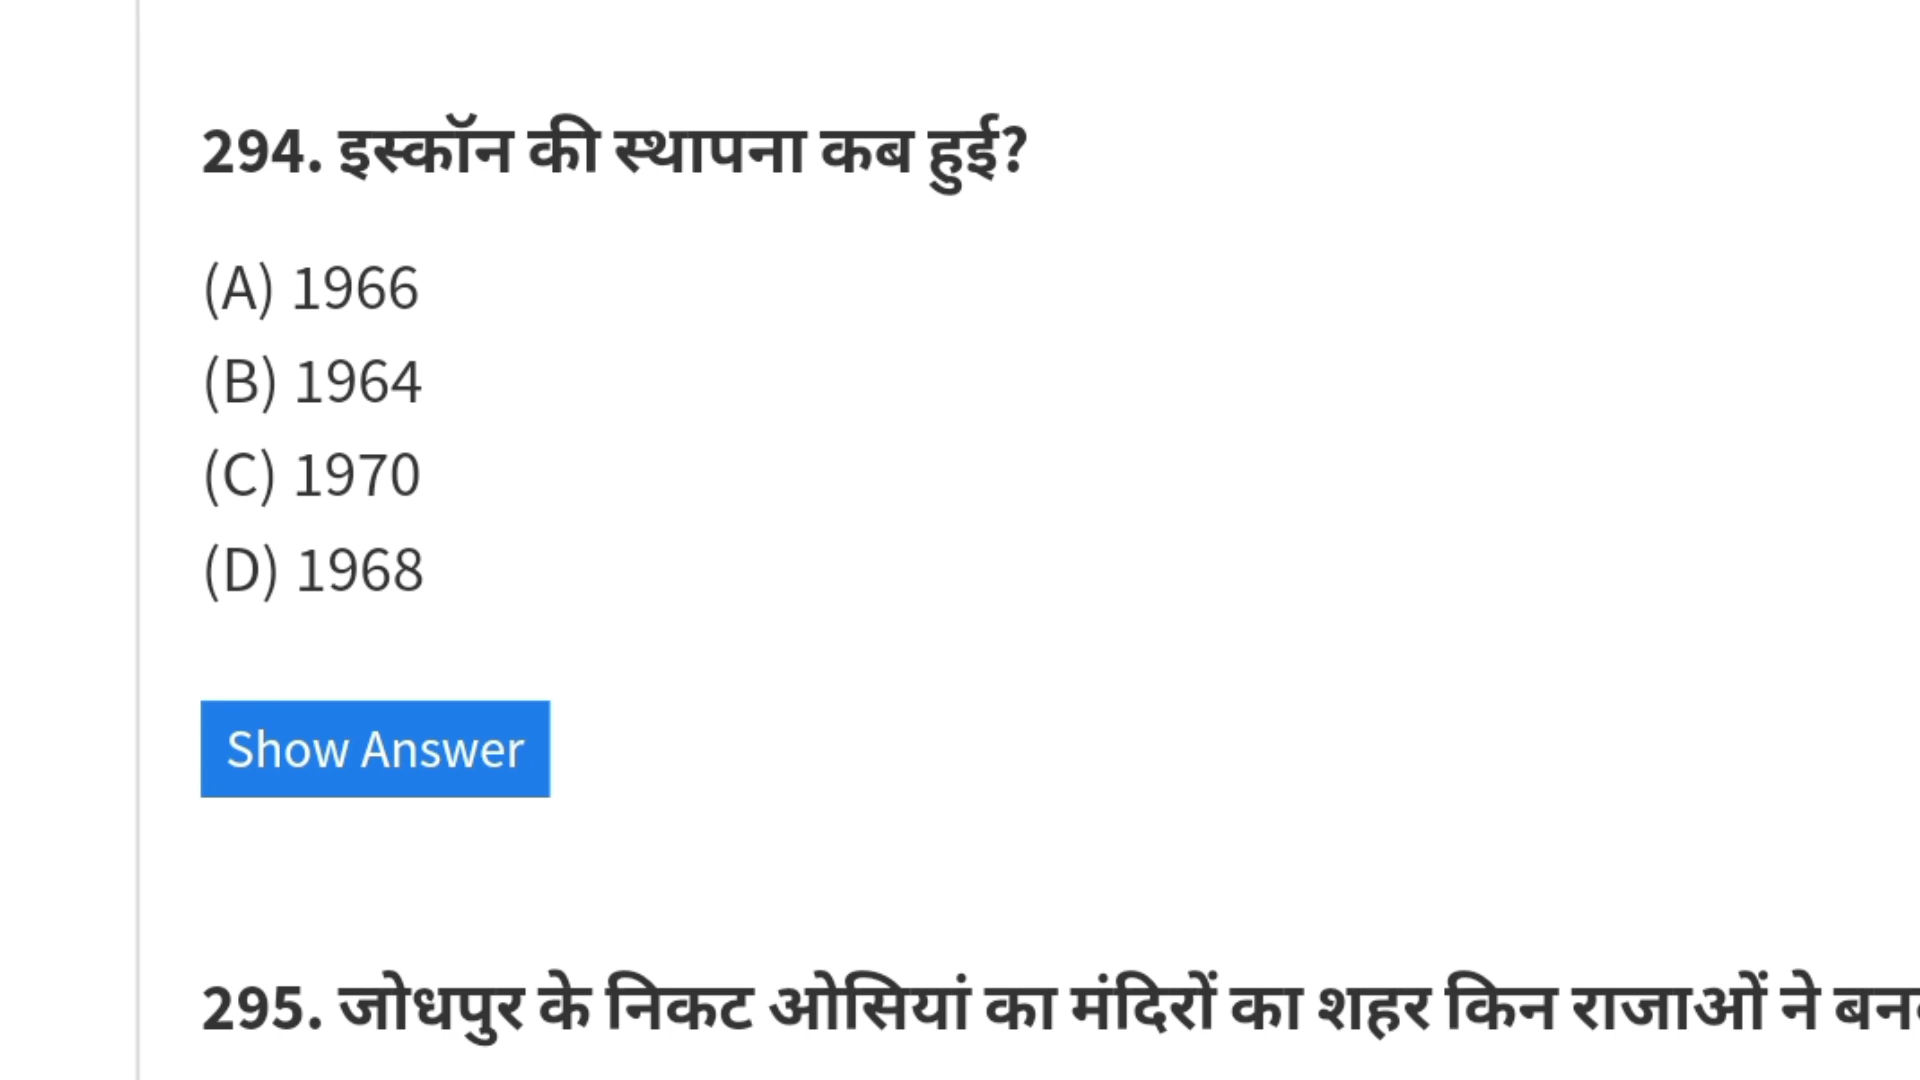 294. इस्कॉन की स्थापना कब हुई?
(A) 1966
(B) 1964
(C) 1970
(D) 1968
Show Answer
295. जोधपुर के निकट ओसियां का मंदिरों का शहर किन राजाओं ने